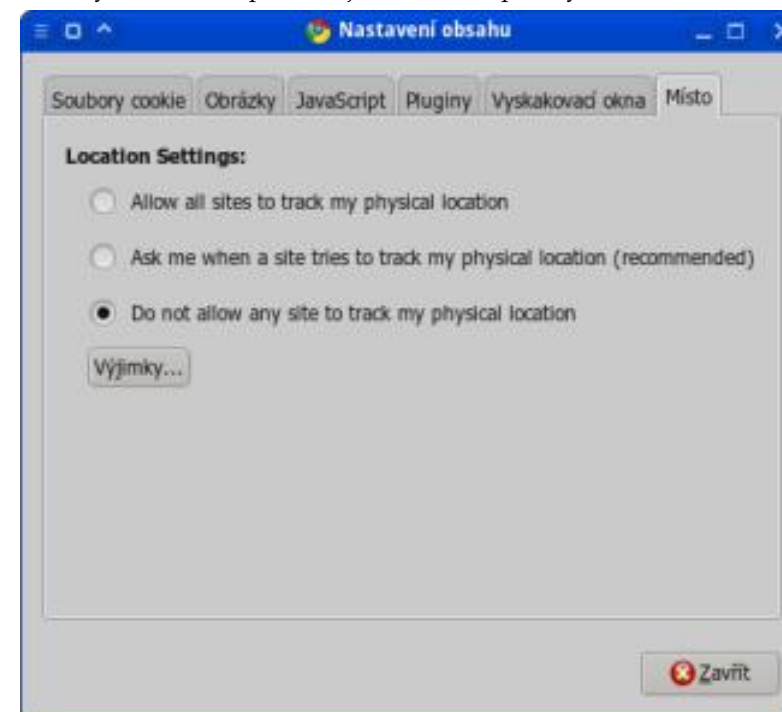 Nastavení obsahu
Soubory cookie Obrázky JavaScript Pluginy Vyskakovací okna Místo
Location Settings:
Allow all sites to track my physical location
Ask me when a site tries to track my physical location (recommended)
Do not allow any site to track my physical location
Výjimky...
Zavřít